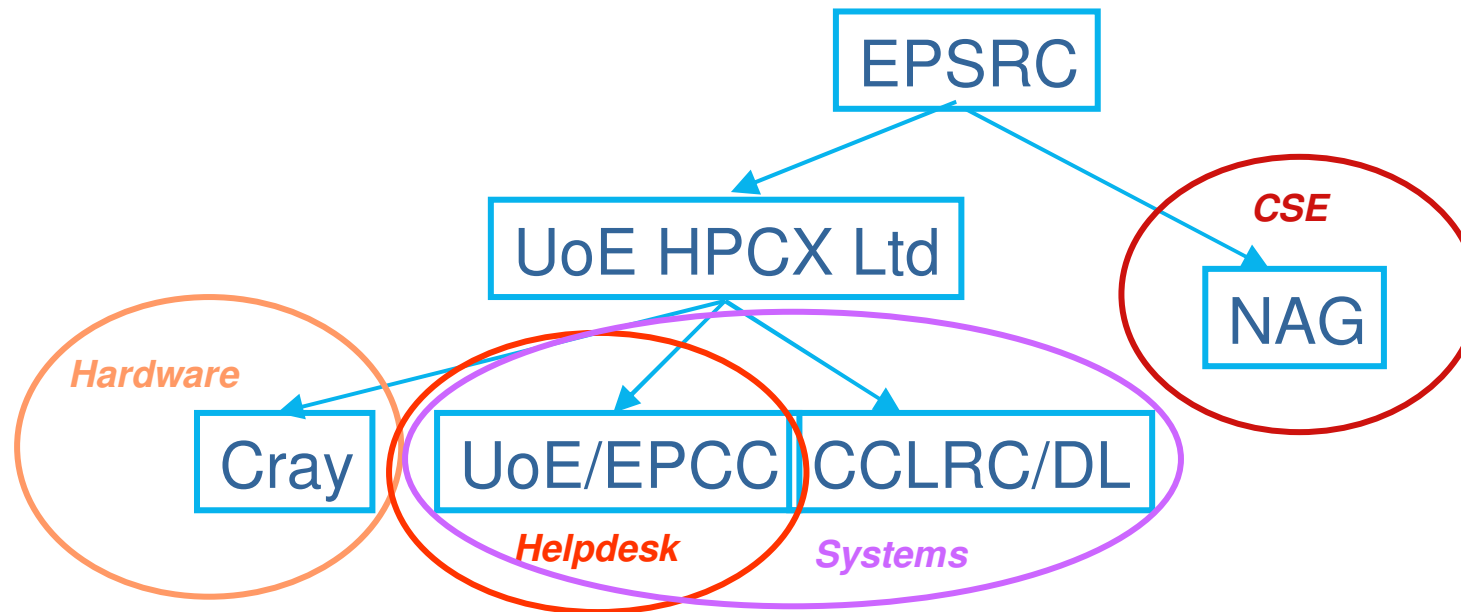 EPSRC
CSE
UoE HPCX Ltd
NAG
Hardware
Cray
UoE/EPCC
CCLRC/DL
Helpdesk
Systems